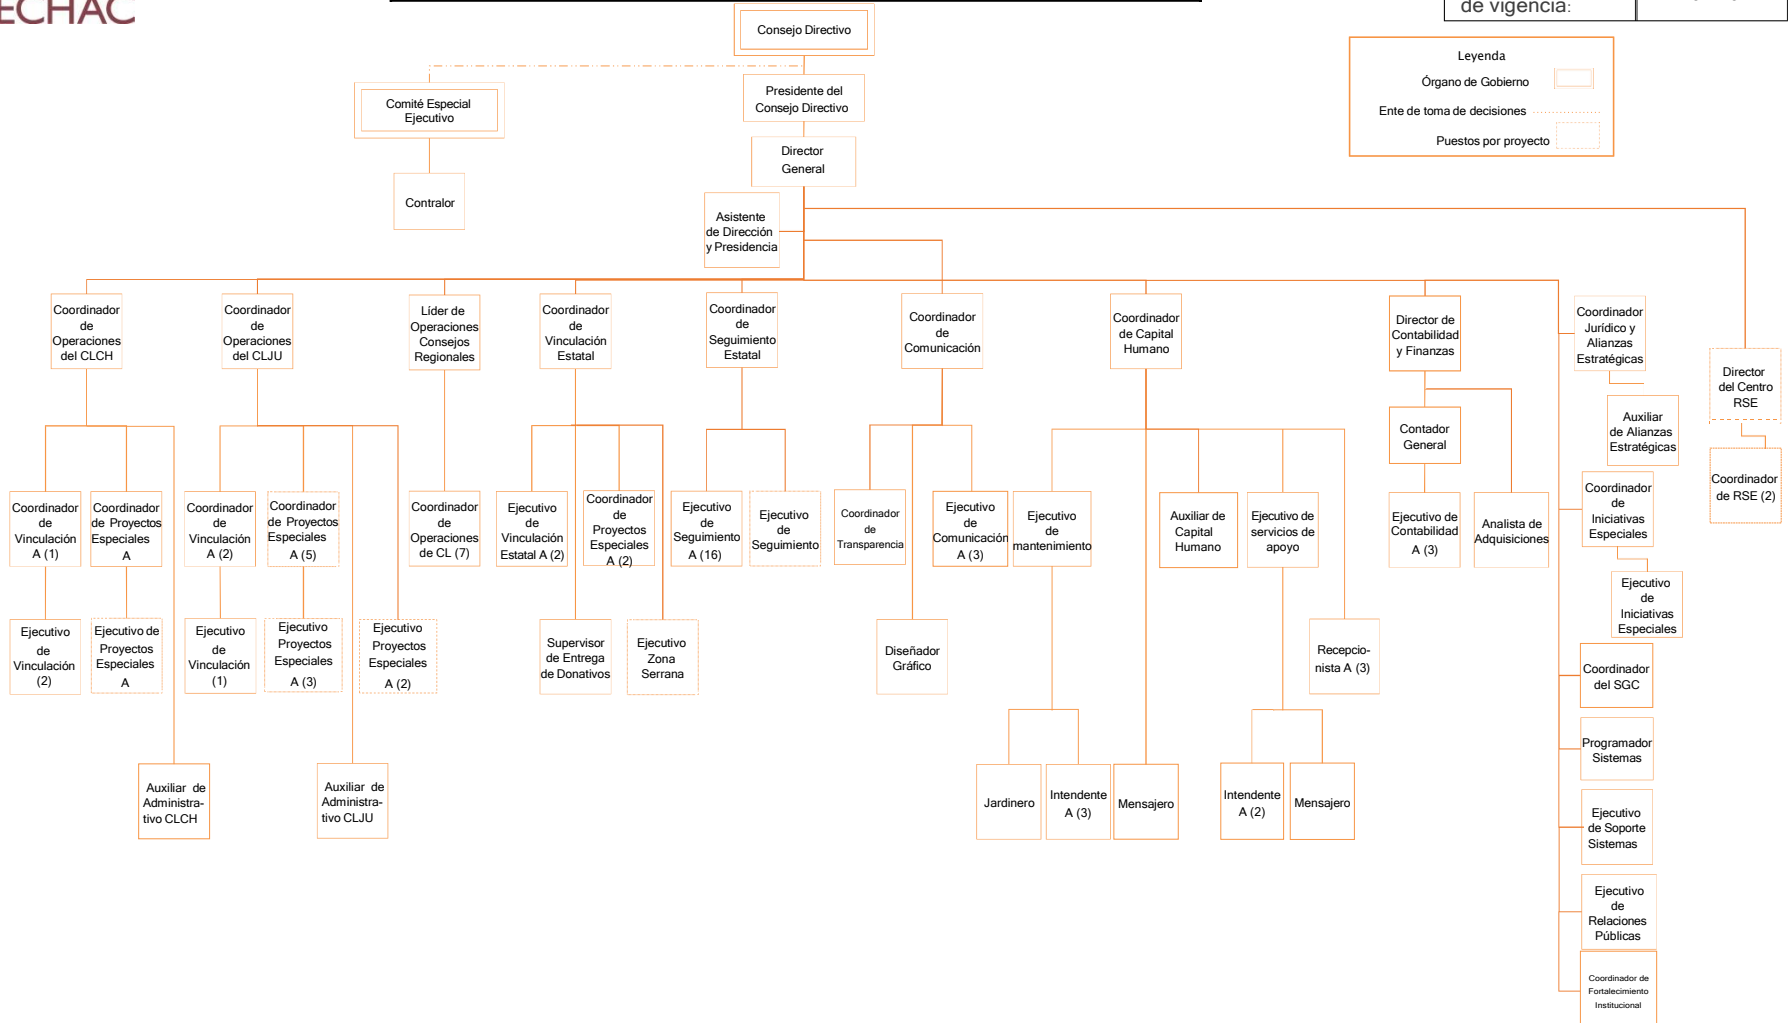 ECHAC
de vigencia:
Consejo Directivo
Leyenda
Órgano de Gobierno
Ente de toma de decisiones
Puestos por proyecto
Comité Especial
Ejecutivo
Presidente del
Consejo Directivo
Director
General
Contralor
Asistente
de Dirección
y Presidencia
Coordinador
de
Operaciones
del CLCH
Coordinador
de
Operaciones
del CLJU
Líder de
Operaciones
Consejos
Regionales
Coordinador
de
Vinculación
Estatal
Coordinador
de
Seguimiento
Estatal
Coordinador
de
Comunicación
Coordinador
de Capital
Humano
Director de
Contabilidad
y Finanzas
Coordinador
Jurídico y
Alianzas
Estratégicas
Director
del Centro
RSE
Auxiliar
de Alianzas
Estratégicas
Contador
General
Coordinador
de RSE (2)
Coordinador
de
Vinculación
A (1)
Coordinador
de Proyectos
Especiales
A
Coordinador
de
Vinculación
A (2)
Coordinador
de Proyectos
Especiales
A (5)
Coordinador
de
Operaciones
de CL (7)
Ejecutivo
de
Vinculación
Estatal A (2)
Coordinador
de
Proyectos
Especiales
A (2)
Ejecutivo
de
Seguimiento
A (16)
Ejecutivo
de
Seguimiento
Coordinador
de
Transparencia
Ejecutivo
de
Comunicación
A (3)
Ejecutivo
de
mantenimiento
Auxiliar de
Capital
Humano
Ejecutivo de
servicios de
apoyo
Ejecutivo de
Contabilidad
A (3)
Analista de
Adquisiciones
Coordinador
de
Iniciativas
Especiales
Ejecutivo
de
Iniciativas
Especiales
Ejecutivo
de
Vinculación
(2)
Ejecutivo de
Proyectos
Especiales
A
Ejecutivo
de
Vinculación
(1)
Ejecutivo
Proyectos
Especiales
A (3)
Ejecutivo
Proyectos
Especiales
A (2)
Supervisor
de Entrega
de Donativos
Ejecutivo
Zona
Serrana
Diseñador
Gráfico
Recepcio-
nista A (3)
Coordinador
del SGC
Programador
Sistemas
Auxiliar de
Administra-
tivo CLCH
Auxiliar de
Administra-
tivo CLJU
Jardinero
Intendente
A (3)
Mensajero
Intendente
A (2)
Mensajero
Ejecutivo
de Soporte
Sistemas
Ejecutivo
de
Relaciones
Públicas
Coordinador de
Fortalecimiento
Institucional